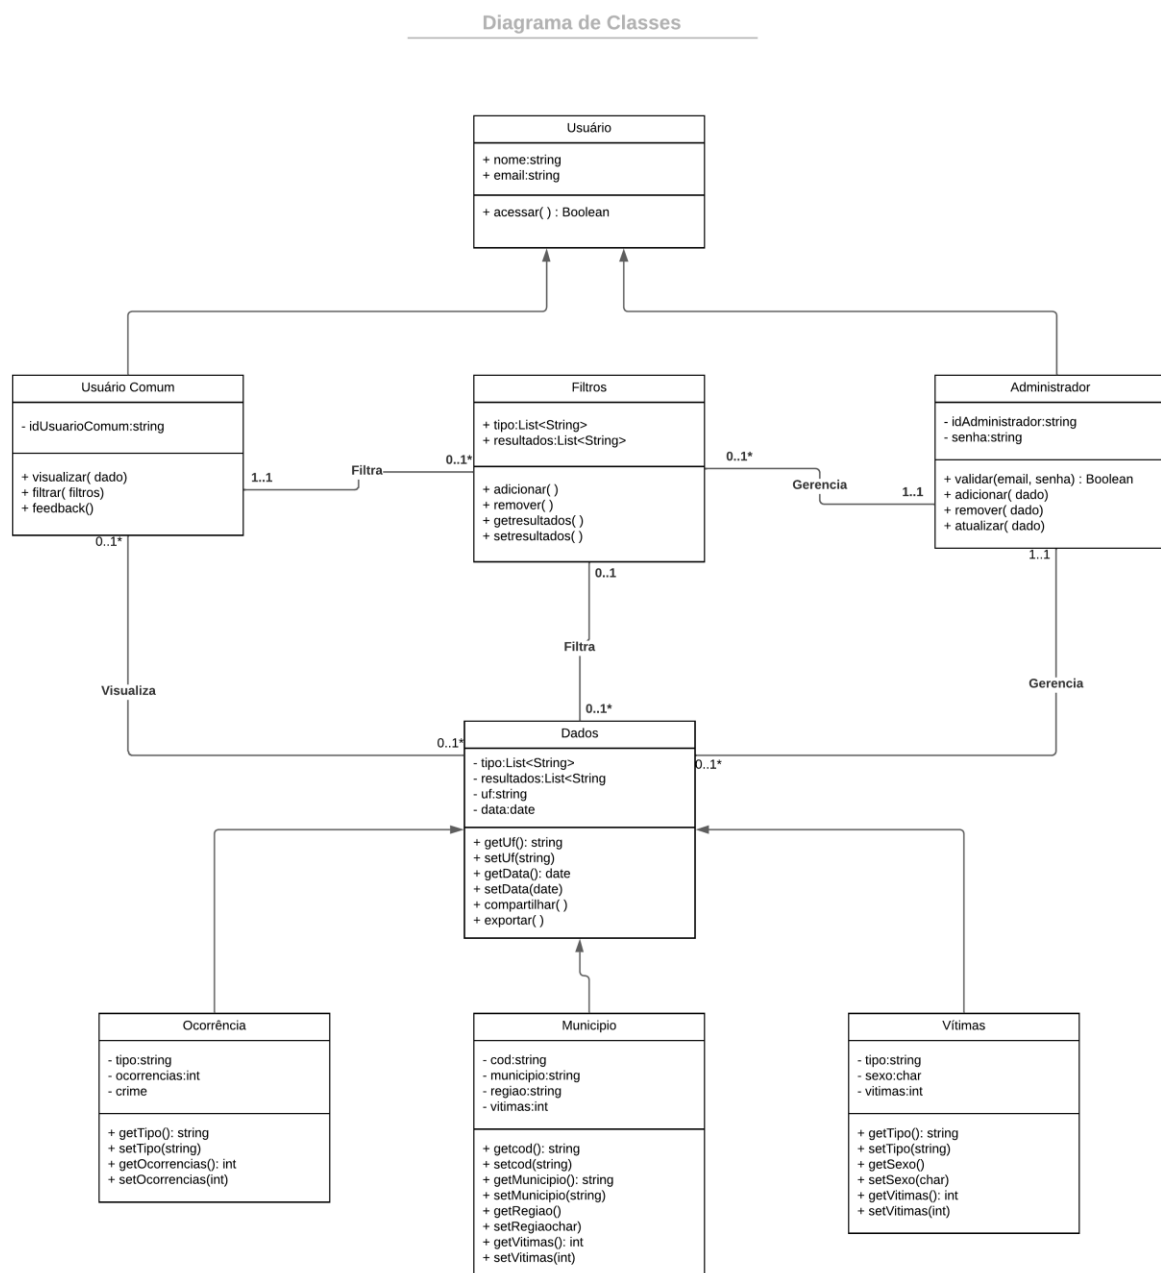 Diagrama de Classes
Usuário
+ nome:string
+ email:string
+ acessar( ) : Boolean
Usuário Comum
- idUsuarioComum:string
+ visualizar( dado)
+ filtrar( filtros)
+ feedback()
Filtros
+ tipo:List<String>
+ resultados:List<String>
+ adicionar( )
+ remover( )
+ getresultados( )
+ setresultados( )
Administrador
- idAdministrador:string
- senha:string
+ validar(email, senha) : Boolean
+ adicionar( dado)
+ remover( dado)
+ atualizar( dado)
1..1
Filtra
0..1*
0..1*
Gerencia
1..1
0..1*
0..1
1..1
Filtra
Visualiza
Gerencia
0..1*
0..1*
0..1*
Dados
- tipo:List<String>
- resultados:List<String
- uf:string
- data:date
+ getUf(): string
+ setUf(string)
+ getData(): date
+ setData(date)
+ compartilhar( )
+ exportar( )
Ocorrência
- tipo:string
- ocorrencias:int
- crime
+ getTipo(): string
+ setTipo(string)
+ getOcorrencias(): int
+ setOcorrencias(int)
Municipio
- cod:string
- municipio:string
- regiao:string
- vitimas:int
+ getcod(): string
+ setcod(string)
+ getMunicipio(): string
+ setMunicipio(string)
+ getRegiao()
+ setRegiaochar)
+ getVitimas(): int
+ setVitimas(int)
Vítimas
- tipo:string
- sexo:char
- vitimas:int
+ getTipo(): string
+ setTipo(string)
+ getSexo()
+ setSexo(char)
+ getVitimas(): int
+ setVitimas(int)